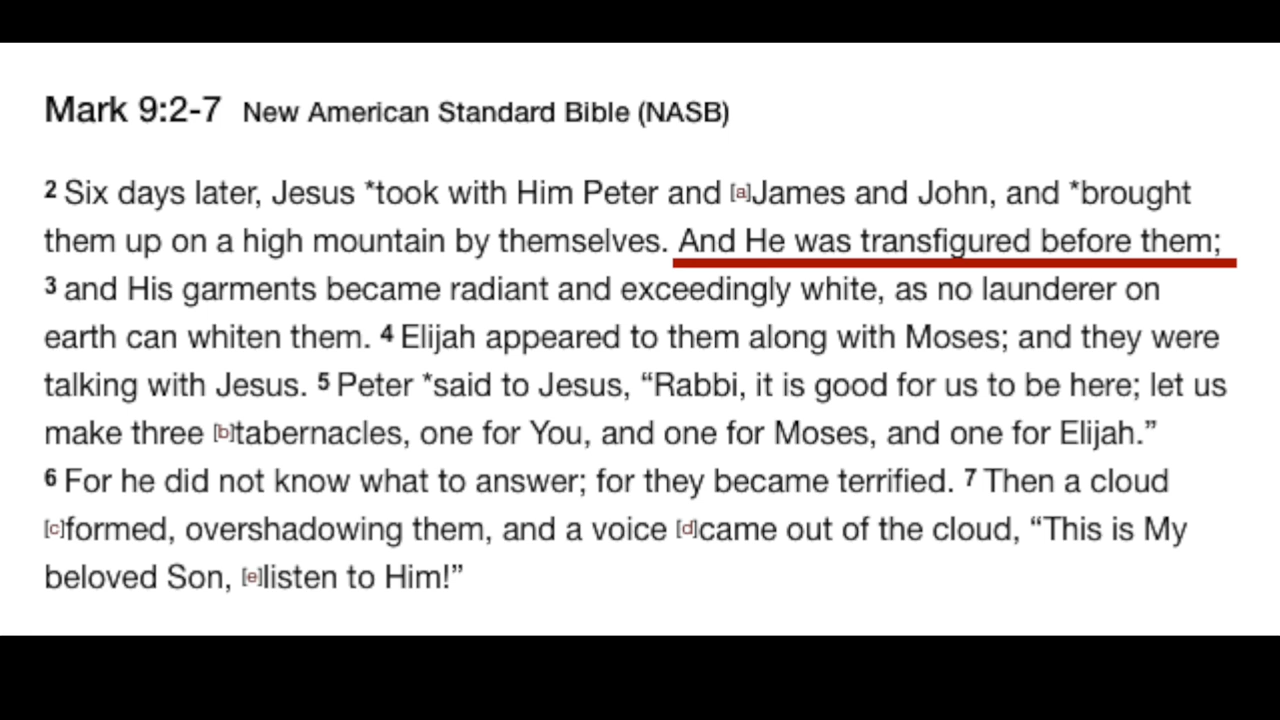 Mark 9:2-7 New American Standard Bible (NASB)
2 Six days later, Jesus *took with Him Peter and [a]James and John, and *brought
them up on a high mountain by themselves. And He was transfigured before them;
3 and His garments became radiant and exceedingly white, as no launderer on
earth can whiten them. 4 Elijah appeared to them along with Moses; and they were
talking with Jesus. 5 Peter *said to Jesus, “Rabbi, it is good for us to be here; let us
make three [b]tabernacles, one for You, and one for Moses, and one for Elijah.”
6 For he did not know what to answer; for they became terrified. 7 Then a cloud
[c]formed, overshadowing them, and a voice [d]came out of the cloud, “This is My
beloved Son, [e]listen to Him!”